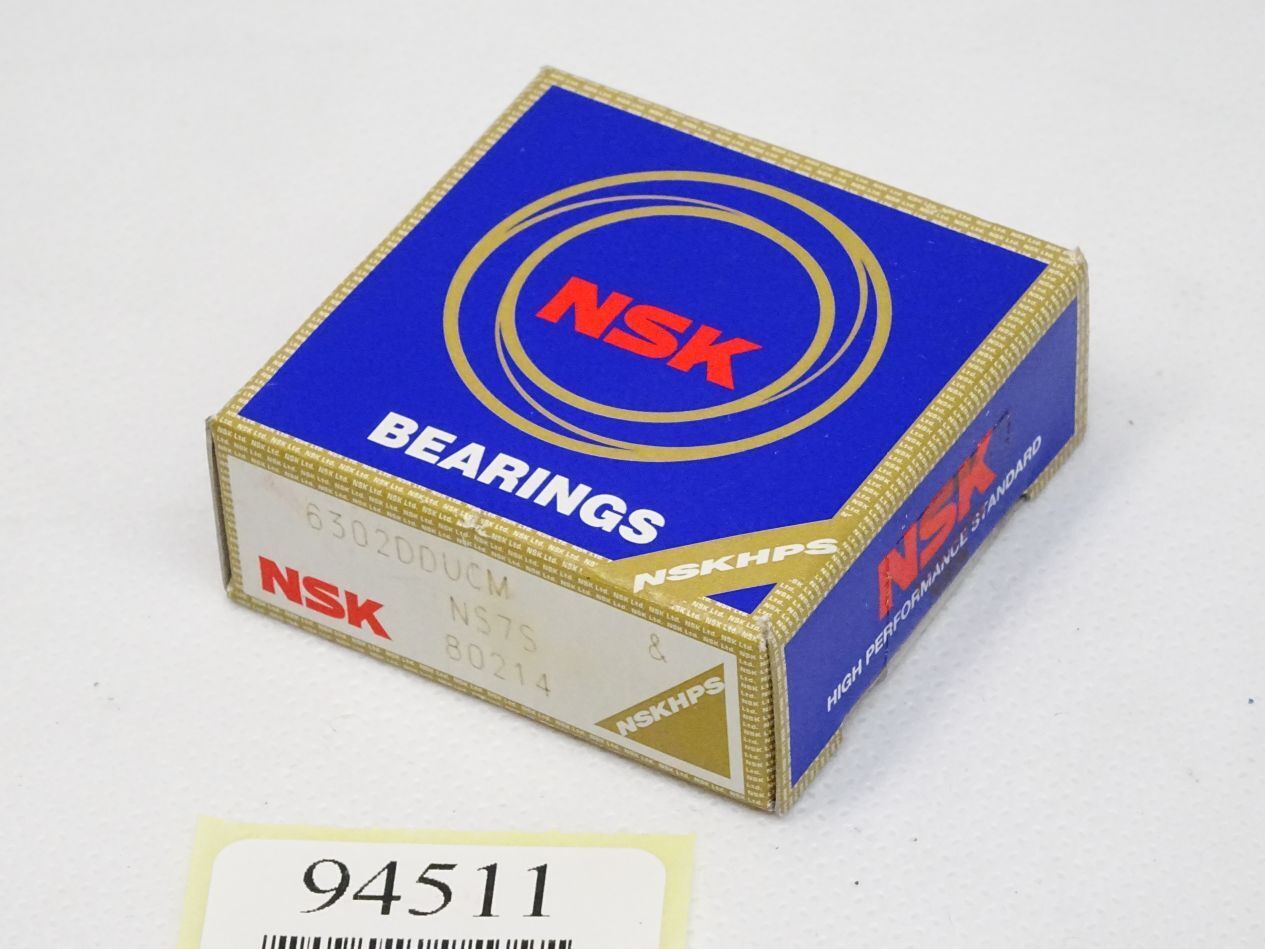 NSK
BEARINGS
NSKHPS
6302DDUCM
NSK
NS7S
&
80214
NSKHPS
NSK
HIGH PERFORMANCE STANDARD
94511